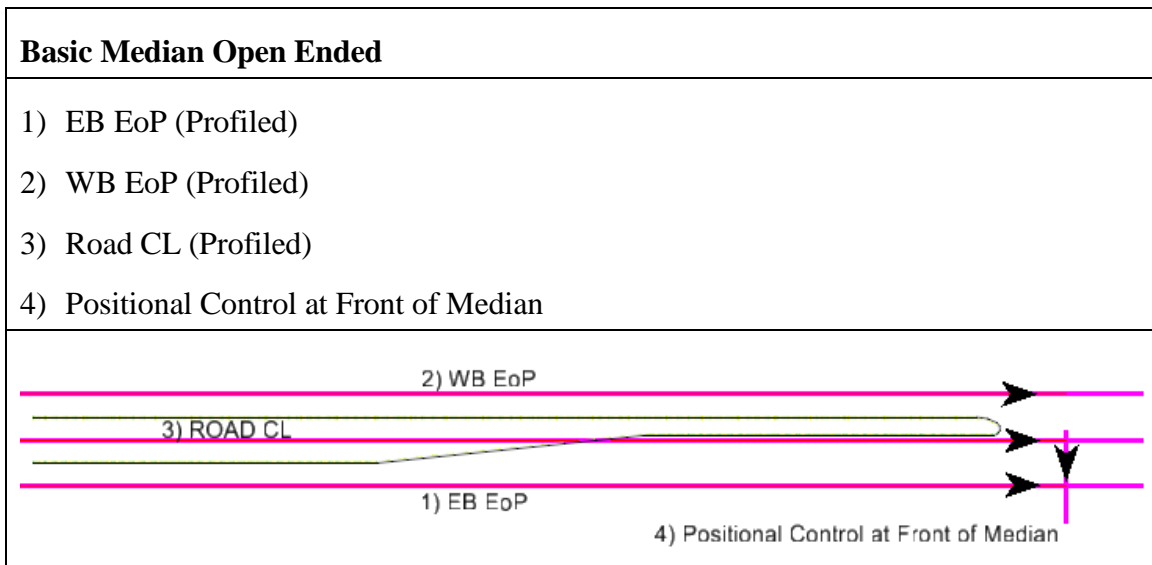 Basic Median Open Ended
1) EB EoP (Profiled)
2) WB EoP (Profiled)
3) Road CL (Profiled)
4) Positional Control at Front of Median
2) WB EoP
3) ROAD CL
1) EB EoP
4) Positional Control at Front of Median